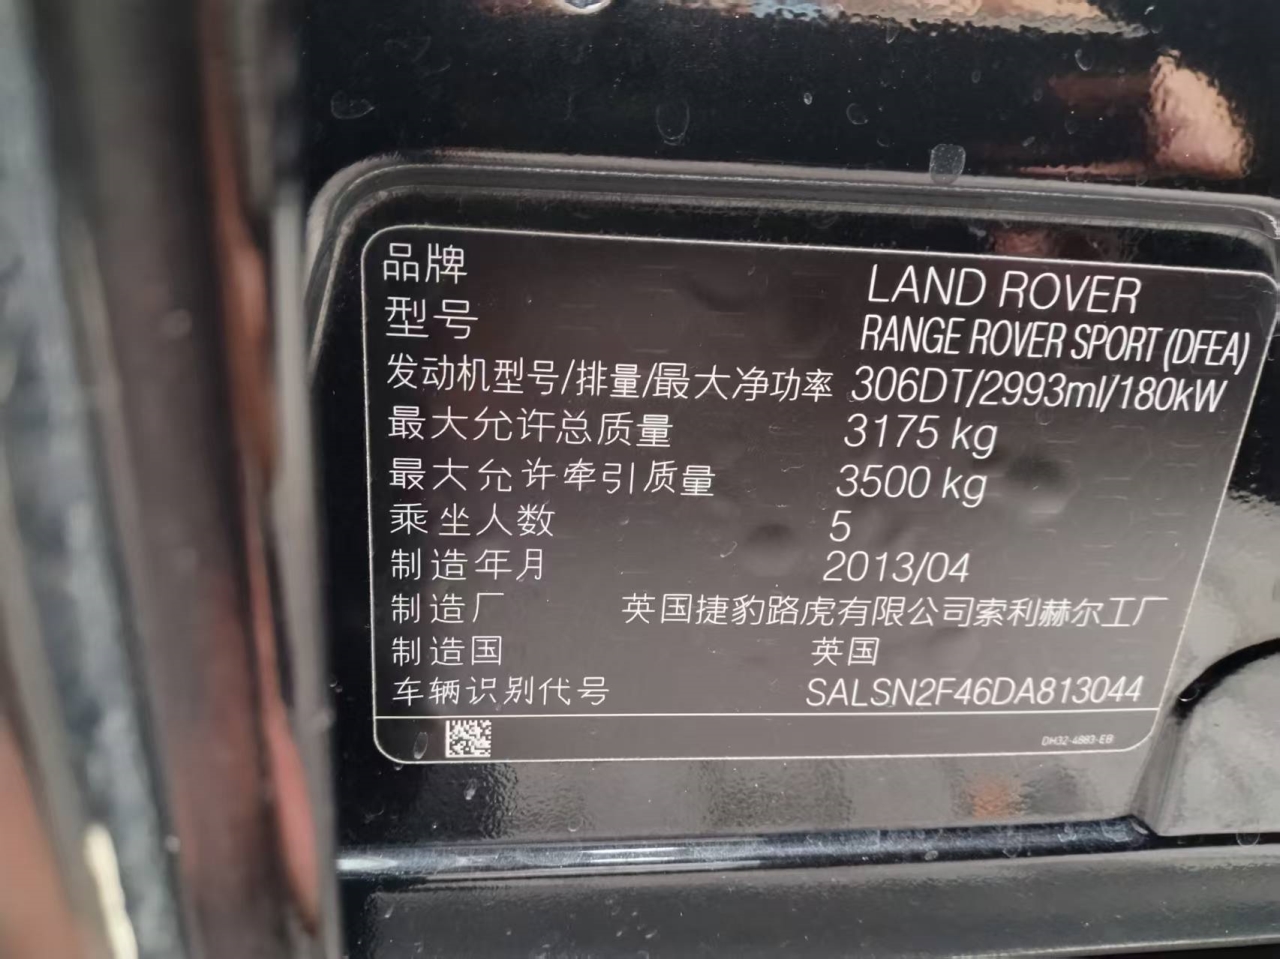 品牌 LAND ROVER
型号 RANGE ROVER SPORT (DFEA)
发动机型号/排量/最大净功率 306DT/2993ml/180kW
最大允许总质量 3175 kg
最大允许牵引质量 3500 kg
乘坐人数 5
制造年月 2013/04
制造厂 英国捷豹路虎有限公司索利赫尔工厂
制造国 英国
车辆识别代号 SALSN2F46DA813044
DH32-4883-EB